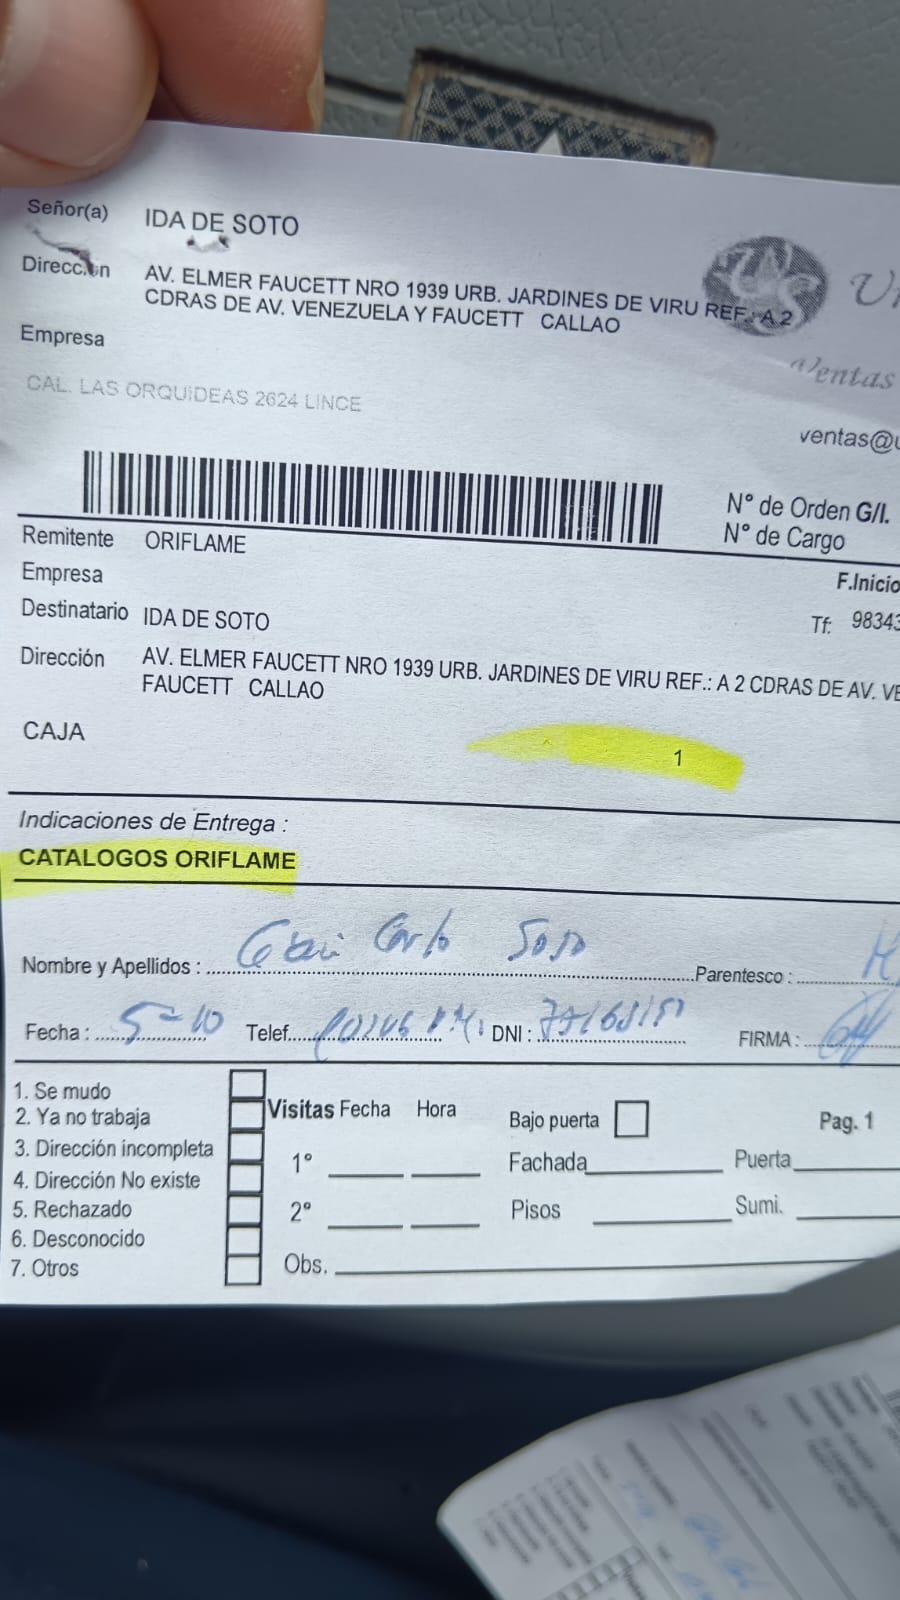 Señor(a) IDA DE SOTO
Dirección AV. ELMER FAUCETT NRO 1939 URB. JARDINES DE VIRU REF.: A 2
CDRAS DE AV. VENEZUELA Y FAUCETT CALLAO
Empresa
CAL. LAS ORQUIDEAS 2624 LINCE
Ventas
ventas@
N° de Orden G/I.
N° de Cargo
Remitente ORIFLAME
Empresa
F.Inicio
Destinatario IDA DE SOTO
Tf: 98343
Dirección AV. ELMER FAUCETT NRO 1939 URB. JARDINES DE VIRU REF.: A 2 CDRAS DE AV. VE
FAUCETT CALLAO
CAJA 1
Indicaciones de Entrega :
CATALOGOS ORIFLAME
Nombre y Apellidos : Carlo Soto Parentesco :
Fecha : 5-10 Telef. DNI : FIRMA :
1. Se mudo
2. Ya no trabaja
3. Dirección incompleta
4. Dirección No existe
5. Rechazado
6. Desconocido
7. Otros
Visitas Fecha Hora
1°
2°
Obs.
Bajo puerta
Fachada
Pisos
Pag. 1
Puerta
Sumi.